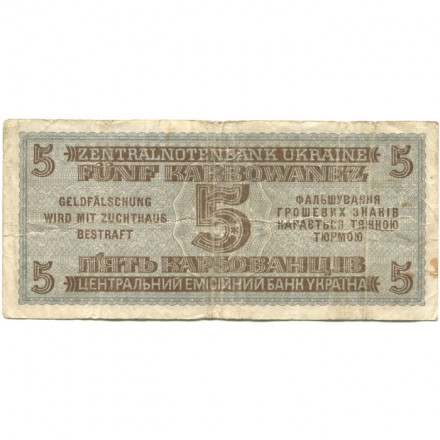 5 ZENTRALNOTENBANK UKRAINE 5
FÜNF KARBOWANEZ
GELDFÄLSCHUNG
WIRD MIT ZUCHTHAUS
BESTRAFT
5
ФАЛЬШУВАННЯ
ГРОШЕВИХ ЗНАКІВ
КАРАЄТЬСЯ ТЯЖКОЮ
ТЮРМОЮ
П'ЯТЬ КАРБОВАНЦІВ
5 ЦЕНТРАЛЬНИЙ ЕМІСІЙНИЙ БАНК УКРАЇНА 5